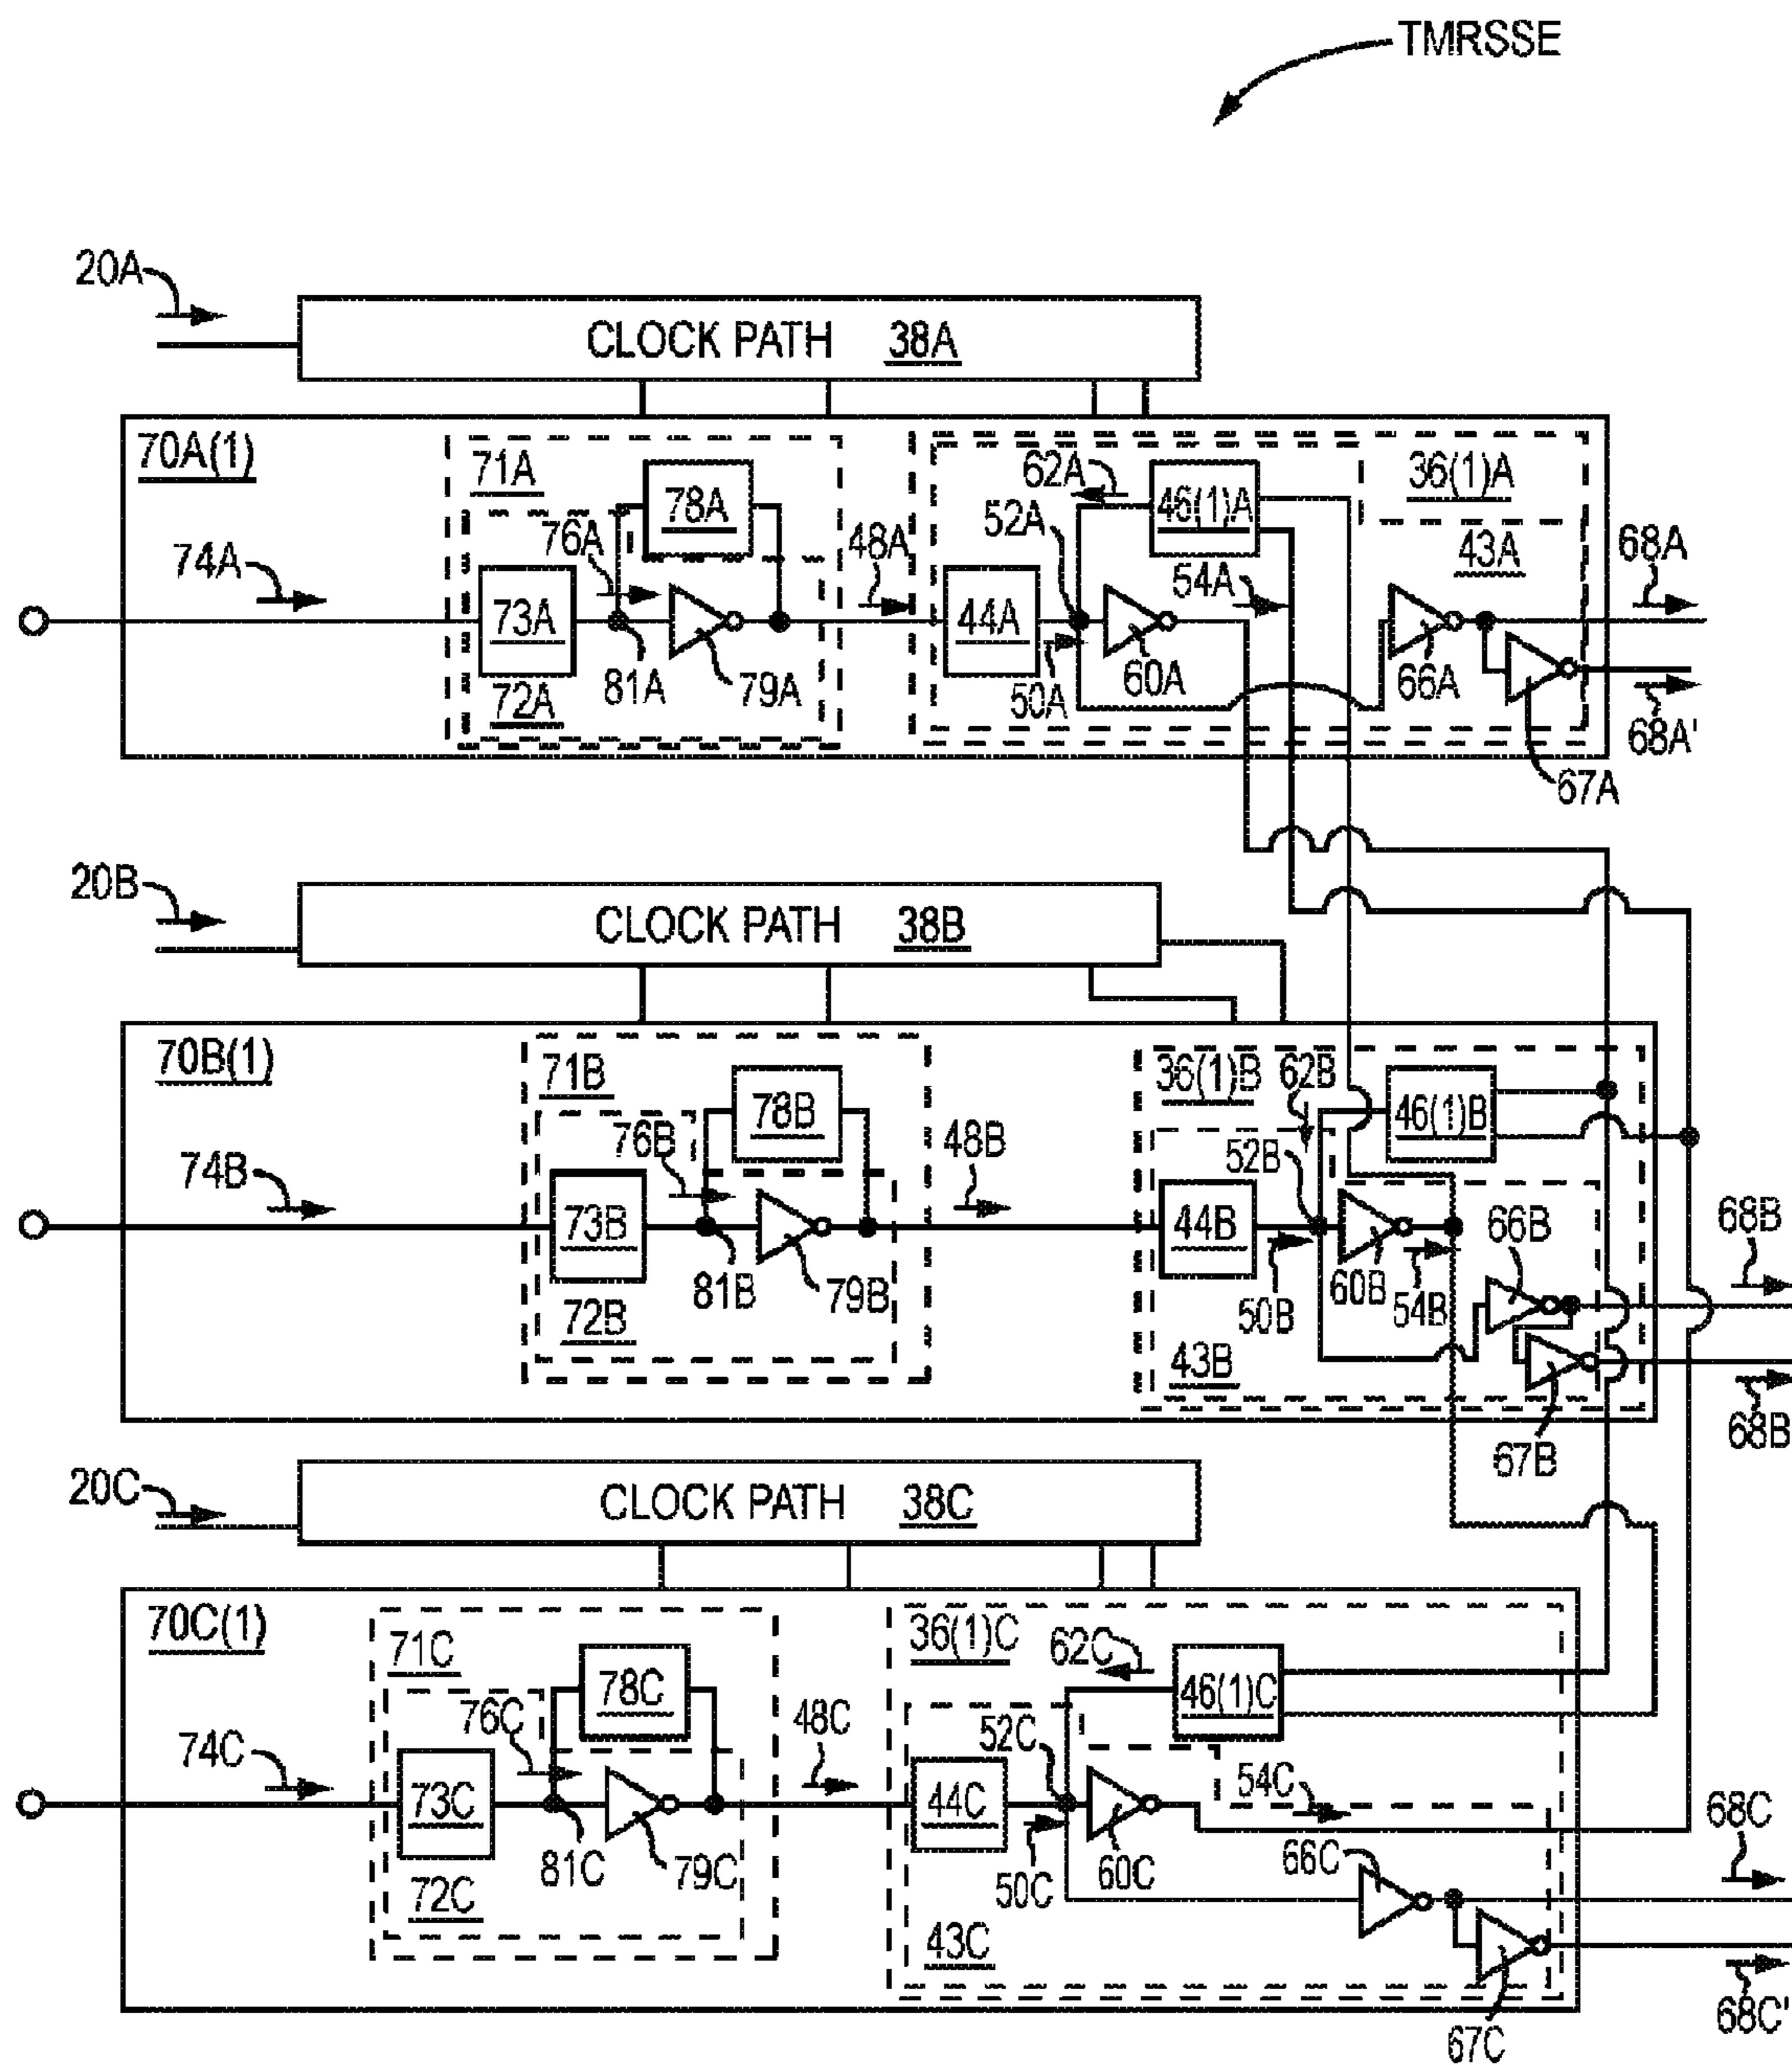 TMRSSE
20A
CLOCK PATH 38A
70A(1)
71A
78A
62A
46(1)A
36(1)A
52A
43A
76A
48A
54A
68A
74A
73A
44A
81A
79A
50A
60A
66A
72A
68A'
67A
20B
CLOCK PATH 38B
70B(1)
71B
78B
36(1)B
62B
46(1)B
76B
48B
52B
74B
73B
44B
66B
68B
81B
79B
50B
60B
54B
72B
43B
67B
68B'
20C
CLOCK PATH 38C
70C(1)
71C
78C
36(1)C
62C
46(1)C
76C
48C
52C
74C
73C
44C
54C
68C
81C
79C
50C
60C
66C
72C
43C
67C
68C'